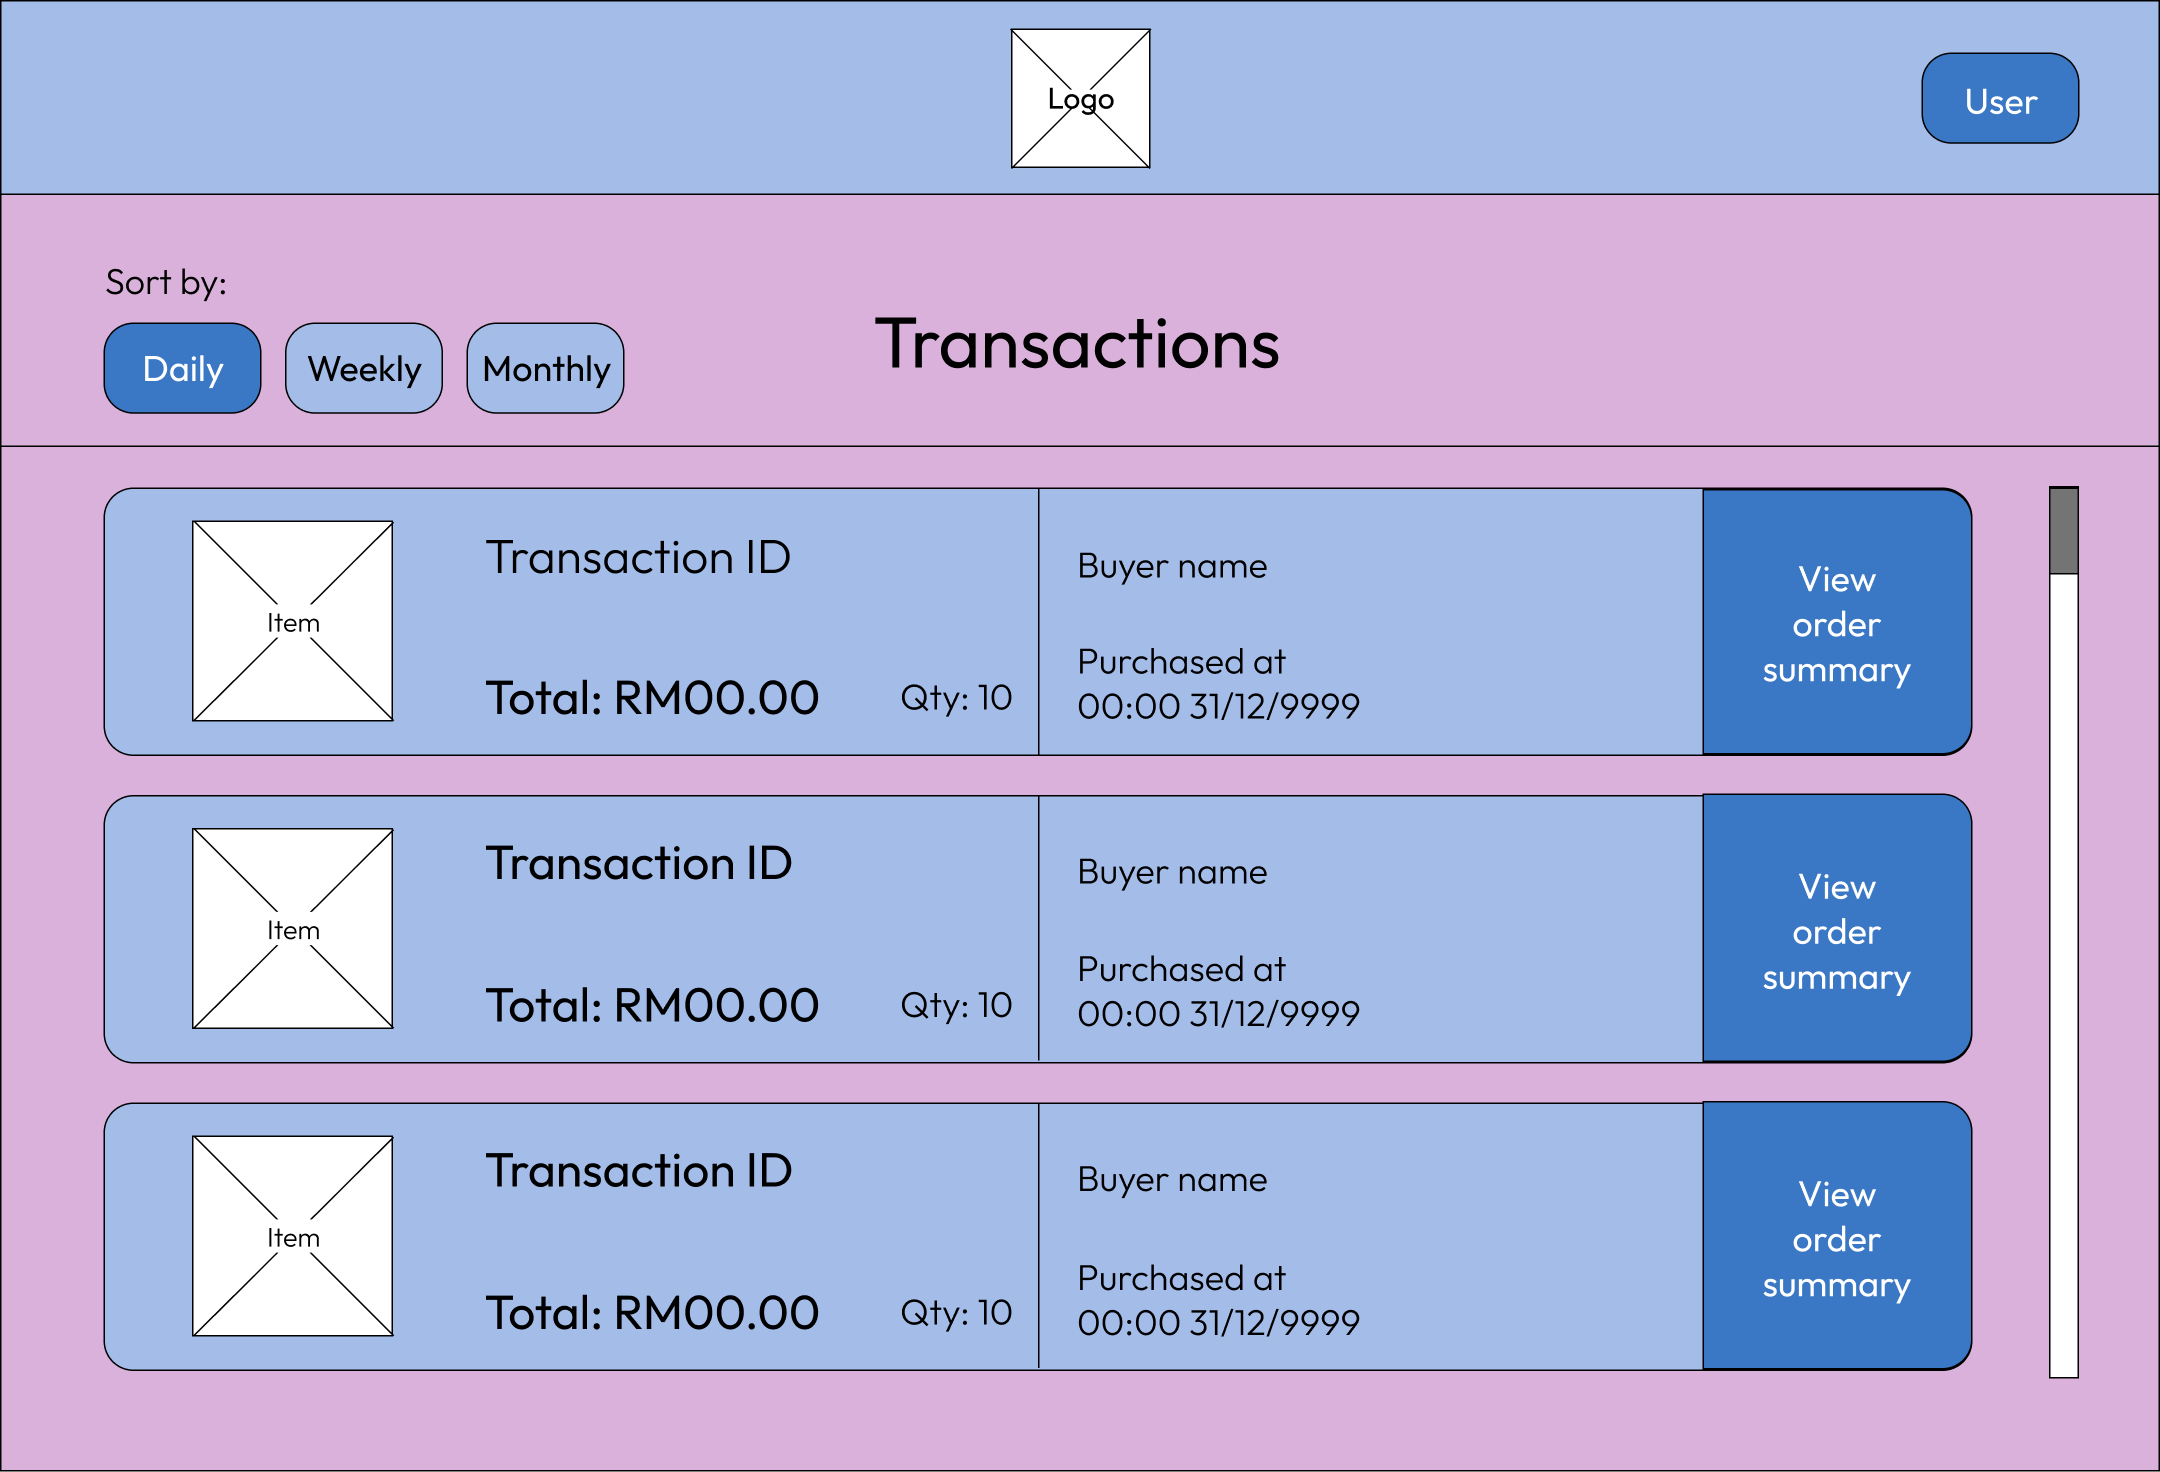 Logo
User
Sort by:
Daily
Weekly
Monthly
Transactions
Item
Transaction ID
Total: RM00.00
Qty: 10
Buyer name
Purchased at
00:00 31/12/9999
View
order
summary
Item
Transaction ID
Total: RM00.00
Qty: 10
Buyer name
Purchased at
00:00 31/12/9999
View
order
summary
Item
Transaction ID
Total: RM00.00
Qty: 10
Buyer name
Purchased at
00:00 31/12/9999
View
order
summary